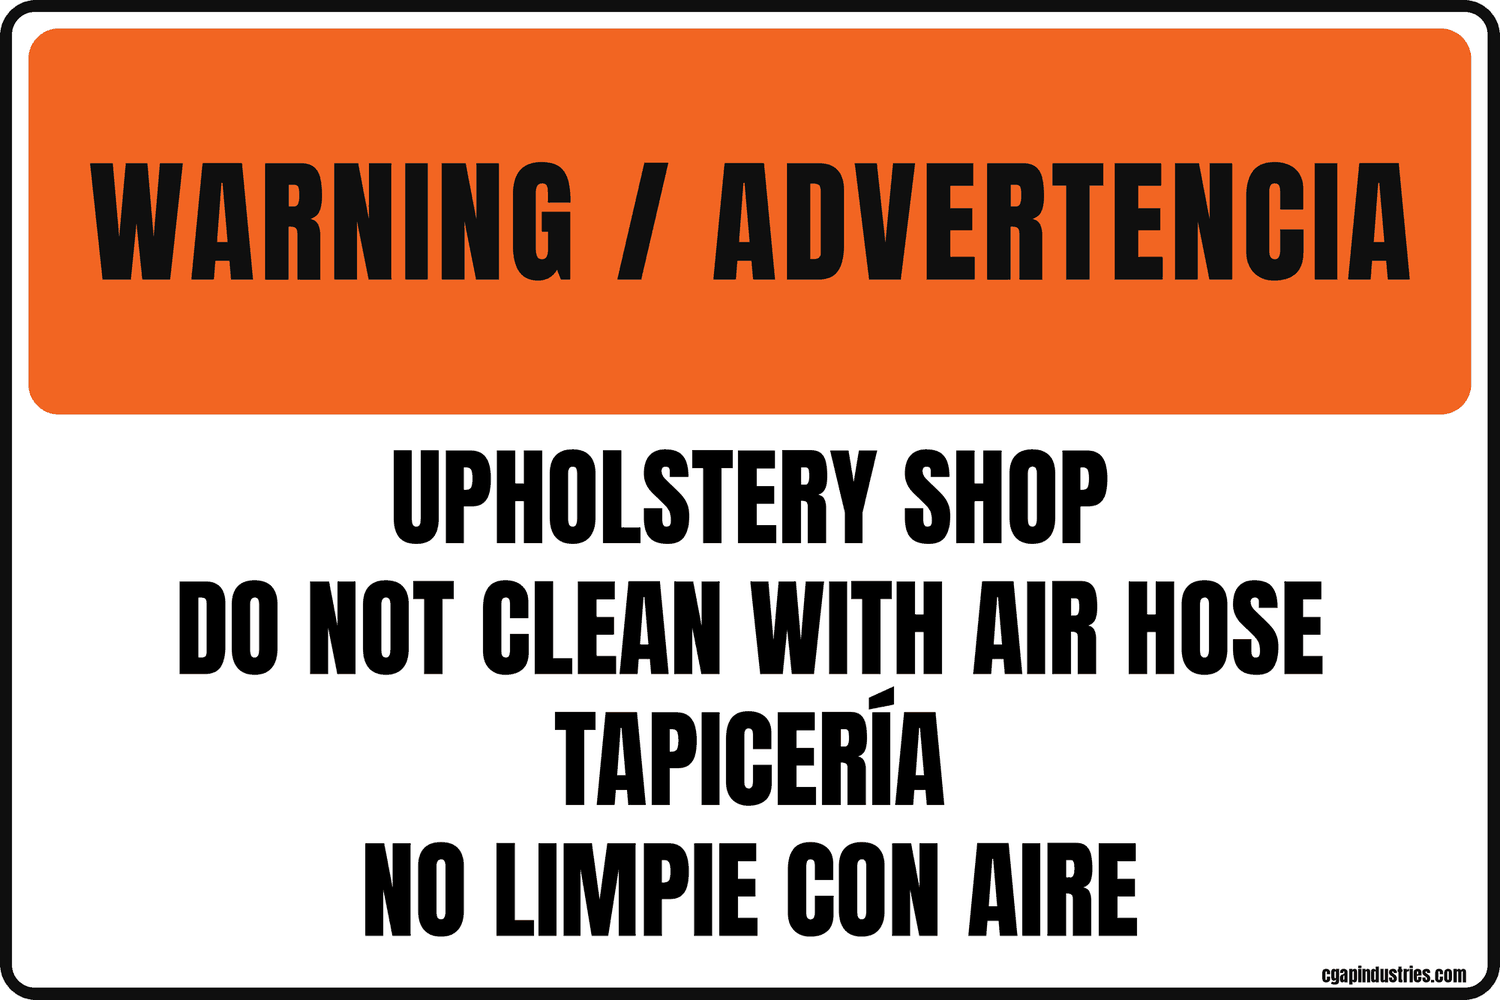 WARNING / ADVERTENCIA
UPHOLSTERY SHOP
DO NOT CLEAN WITH AIR HOSE
TAPICERÍA
NO LIMPIE CON AIRE
cgapindustries.com